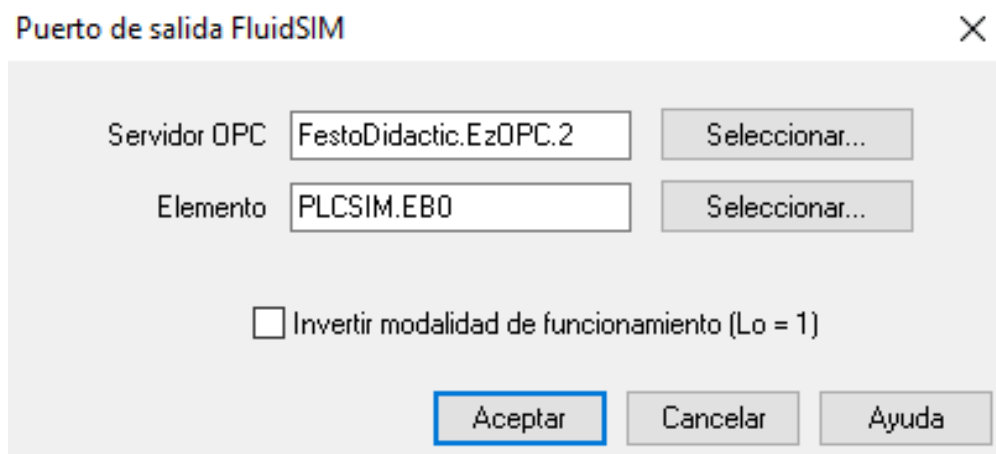 Puerto de salida FluidSIM
Servidor OPC FestoDidactic.EzOPC.2 Seleccionar...
Elemento PLCSIM.EB0 Seleccionar...
Invertir modalidad de funcionamiento (Lo = 1)
Aceptar Cancelar Ayuda